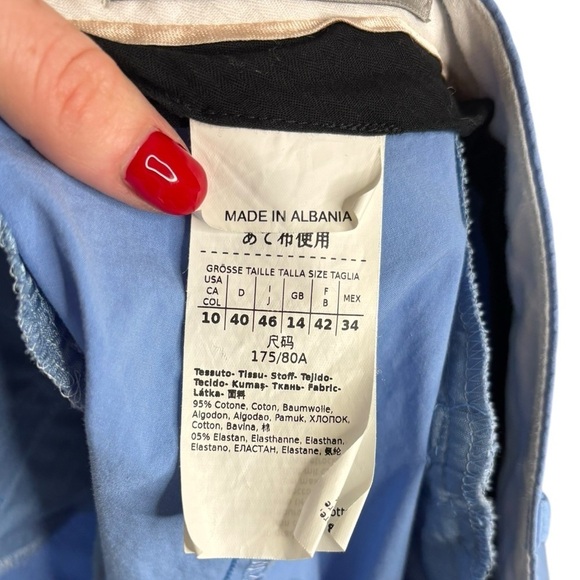 MADE IN ALBANIA
あて布使用
GRÖSSE TAILLE TALLA SIZE TAGLIA
USA CA COL D I J GB F B MEX
10 40 46 14 42 34
尺码
175/80A
Tessuto- Tissu- Stoff- Tejido-
Tecido- Kumaş- Ткань- Fabric-
Látka- 面料
95% Cotone, Coton, Baumwolle,
Algodon, Algodao, Pamuk, ХЛОПОК,
Cotton, Bavlna, 棉
05% Elastan, Elasthanne, Elasthan,
Elastano, ЕЛАСТАН, Elastane, 氨纶